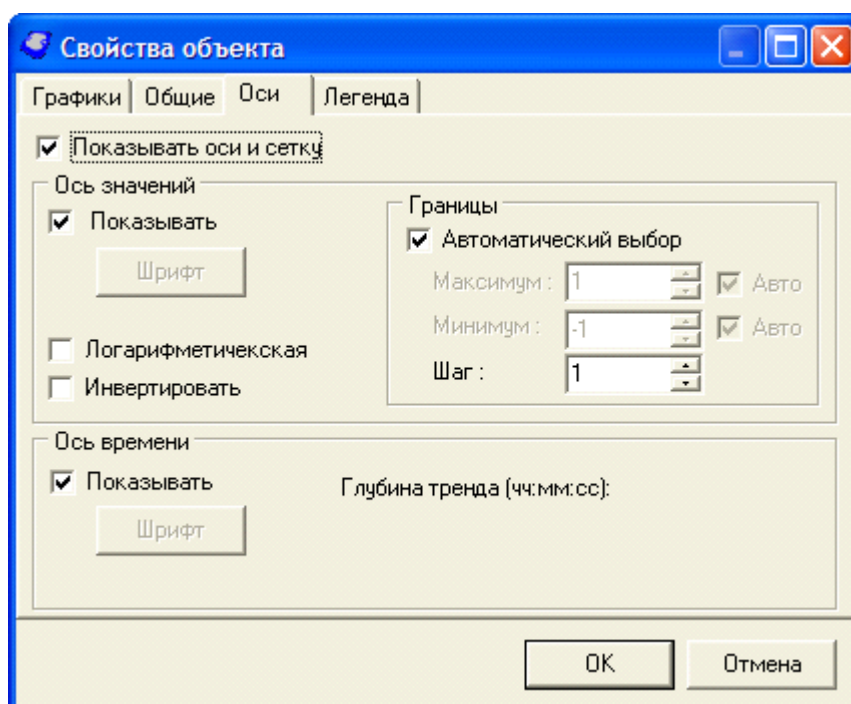 Свойства объекта
Графики Общие Оси Легенда
Показывать оси и сетку
Ось значений
Показывать
Шрифт
Логарифметичекская
Инвертировать
Границы
Автоматический выбор
Максимум : 1 Авто
Минимум : -1 Авто
Шаг : 1
Ось времени
Показывать
Глубина тренда (чч:мм:сс):
Шрифт
OK Отмена